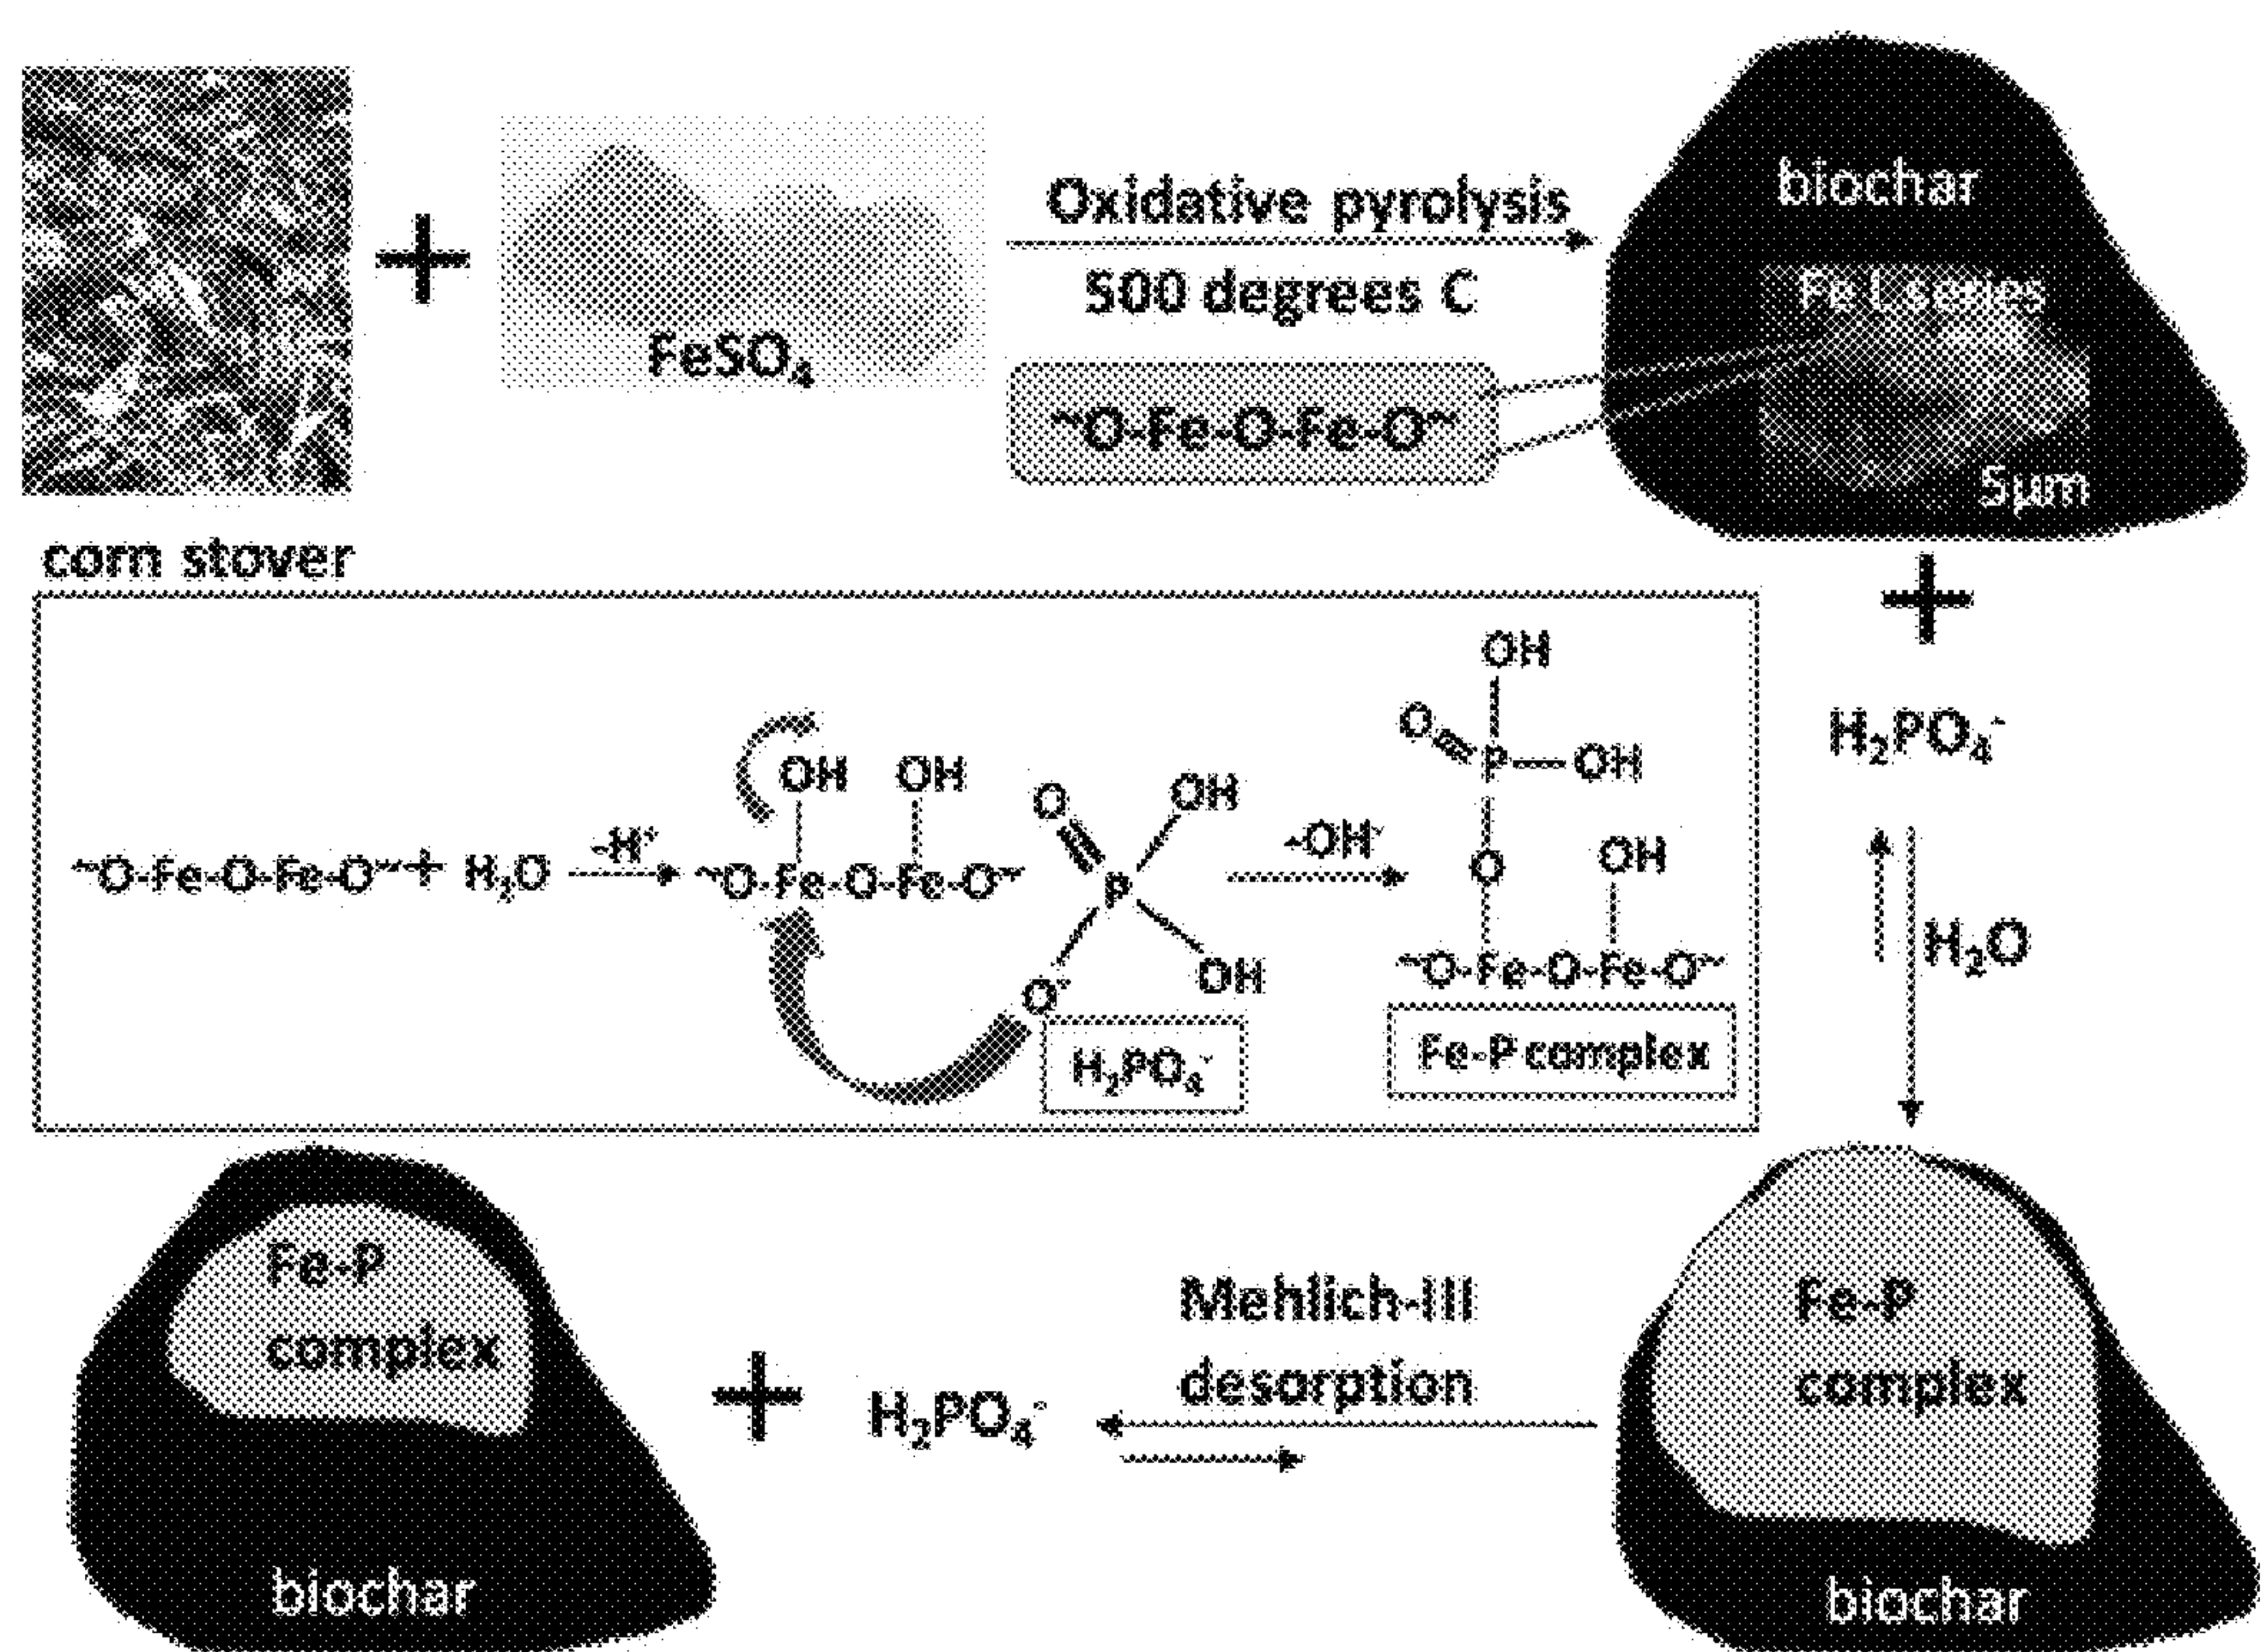 Oxidative pyrolysis
500 degrees C
FeSO₄
~O-Fe-O-Fe-O~
biochar
Fe L series
5µm
corn stover
+
H₂PO₄⁻
H₂O
~O-Fe-O-Fe-O~ + H₂O
-H⁺
OH OH
~O-Fe-O-Fe-O~
O OH
P
O⁻ OH
H₂PO₄⁻
-OH⁻
OH
O P OH
O OH
~O-Fe-O-Fe-O~
Fe-P complex
Fe-P
complex
biochar
+
H₂PO₄⁻
Mehlich-III
desorption
Fe-P
complex
biochar